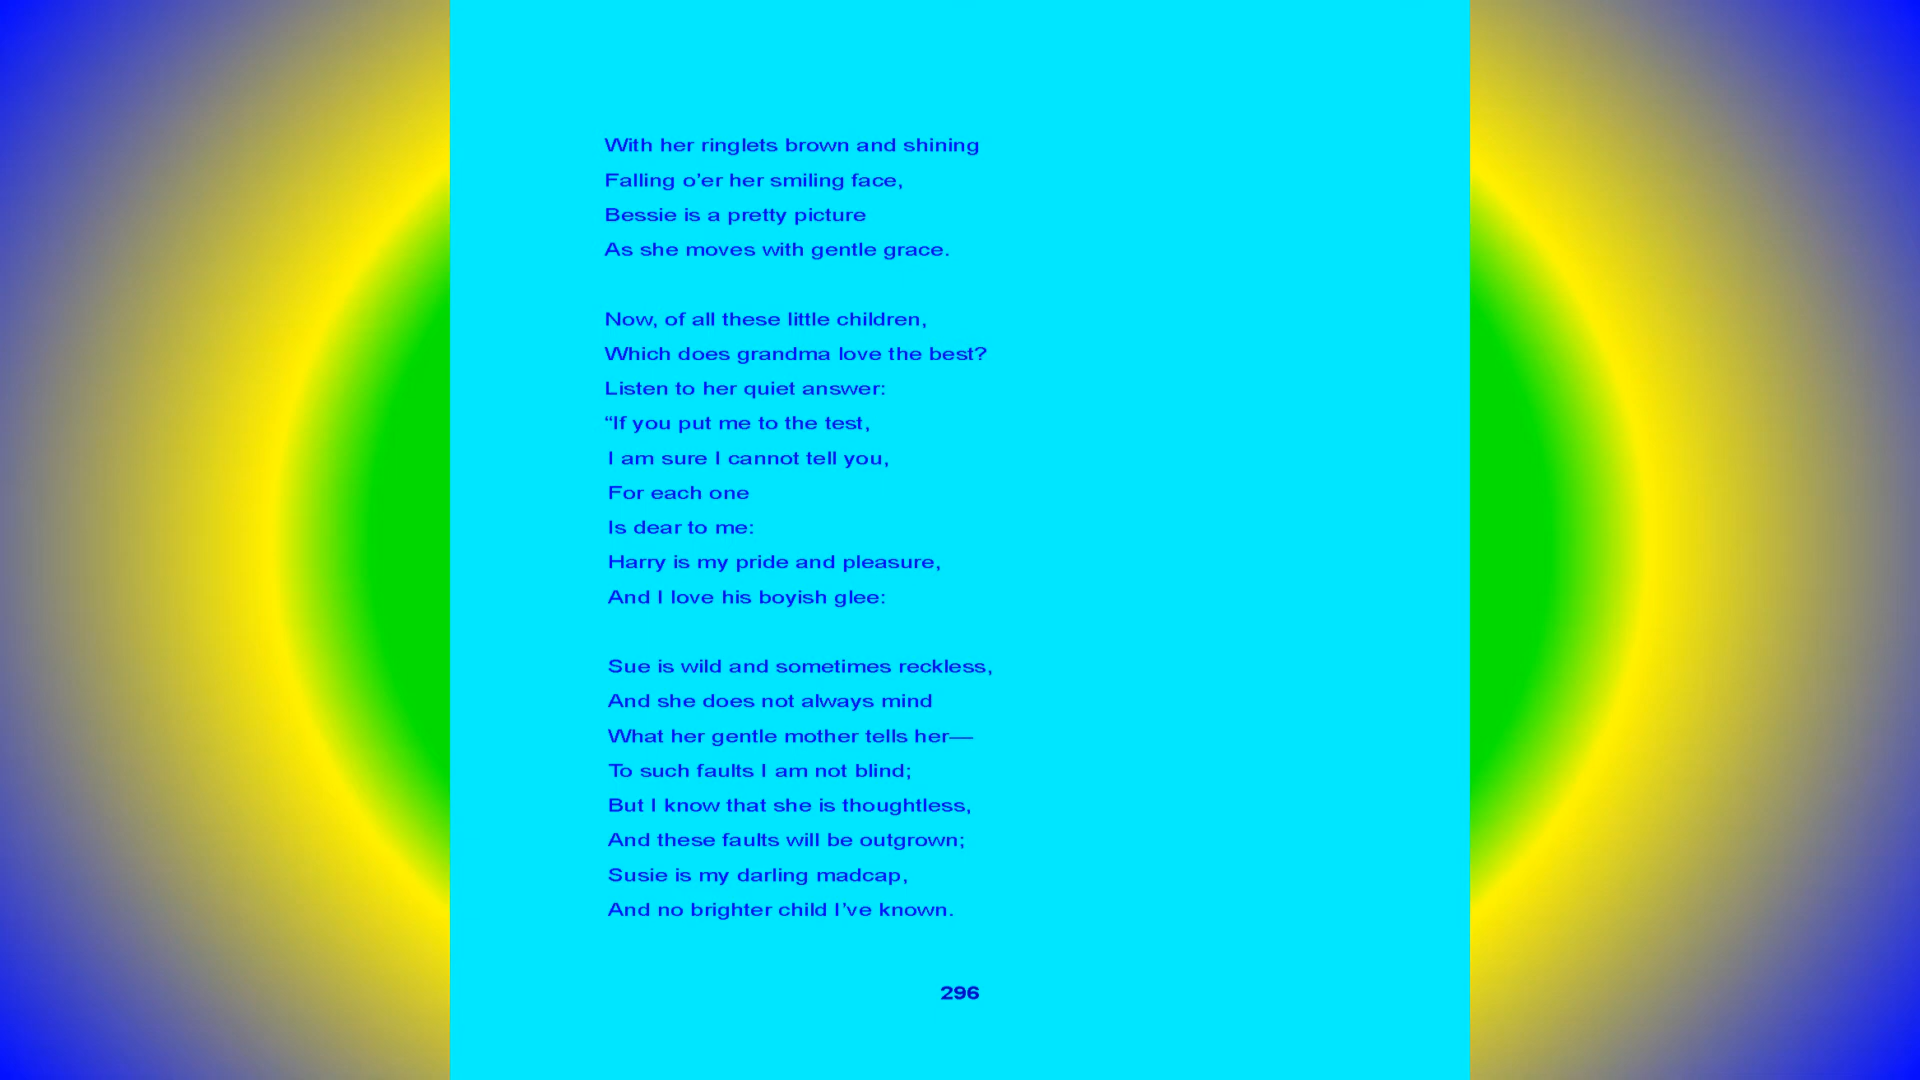 With her ringlets brown and shining
Falling o’er her smiling face,
Bessie is a pretty picture
As she moves with gentle grace.

Now, of all these little children,
Which does grandma love the best?
Listen to her quiet answer:
“If you put me to the test,
I am sure I cannot tell you,
For each one
Is dear to me:
Harry is my pride and pleasure,
And I love his boyish glee:

Sue is wild and sometimes reckless,
And she does not always mind
What her gentle mother tells her—
To such faults I am not blind;
But I know that she is thoughtless,
And these faults will be outgrown;
Susie is my darling madcap,
And no brighter child I’ve known.

296